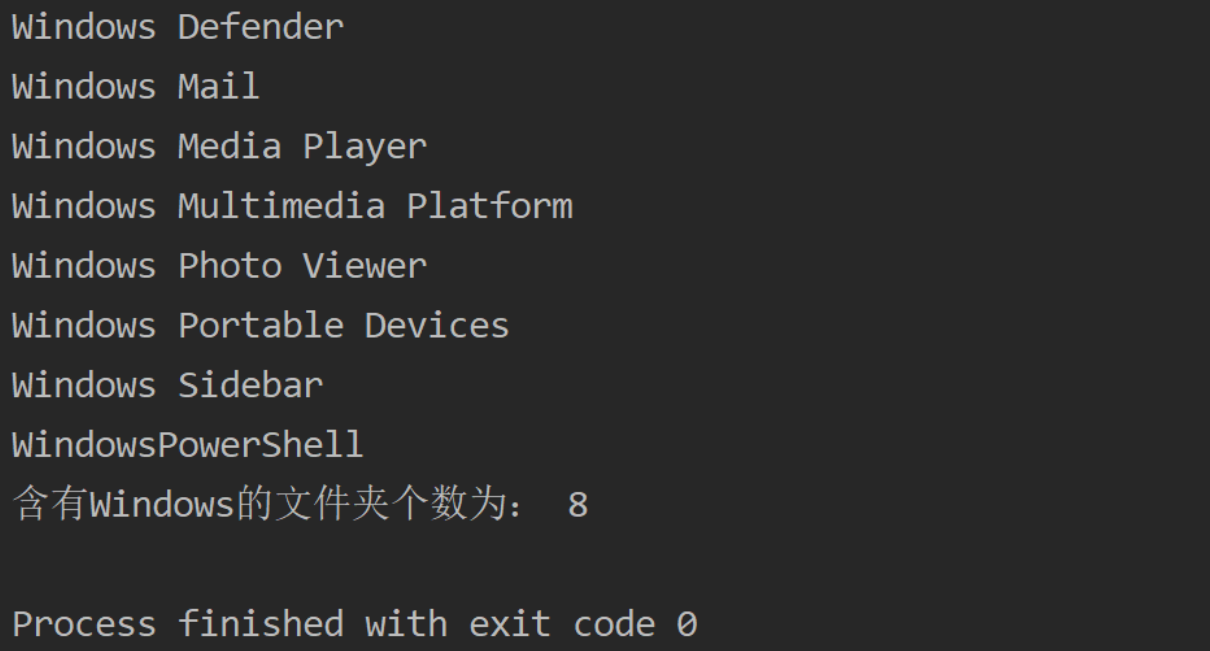 Windows Defender
Windows Mail
Windows Media Player
Windows Multimedia Platform
Windows Photo Viewer
Windows Portable Devices
Windows Sidebar
WindowsPowerShell
含有Windows的文件夹个数为： 8
Process finished with exit code 0